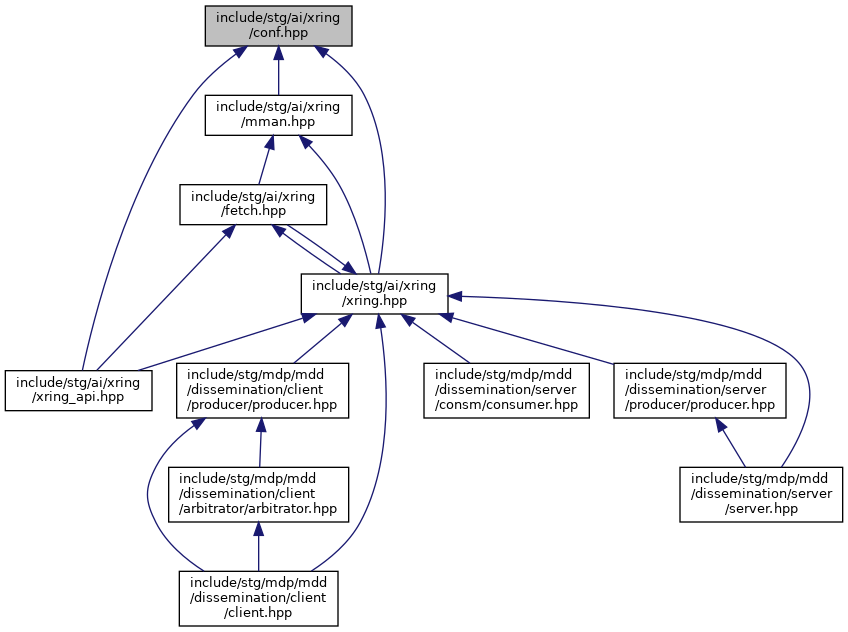 include/stg/ai/xring
/conf.hpp
include/stg/ai/xring
/mman.hpp
include/stg/ai/xring
/fetch.hpp
include/stg/ai/xring
/xring.hpp
include/stg/ai/xring
/xring_api.hpp
include/stg/mdp/mdd
/dissemination/client
/producer/producer.hpp
include/stg/mdp/mdd
/dissemination/server
/consm/consumer.hpp
include/stg/mdp/mdd
/dissemination/server
/producer/producer.hpp
include/stg/mdp/mdd
/dissemination/client
/arbitrator/arbitrator.hpp
include/stg/mdp/mdd
/dissemination/server
/server.hpp
include/stg/mdp/mdd
/dissemination/client
/client.hpp